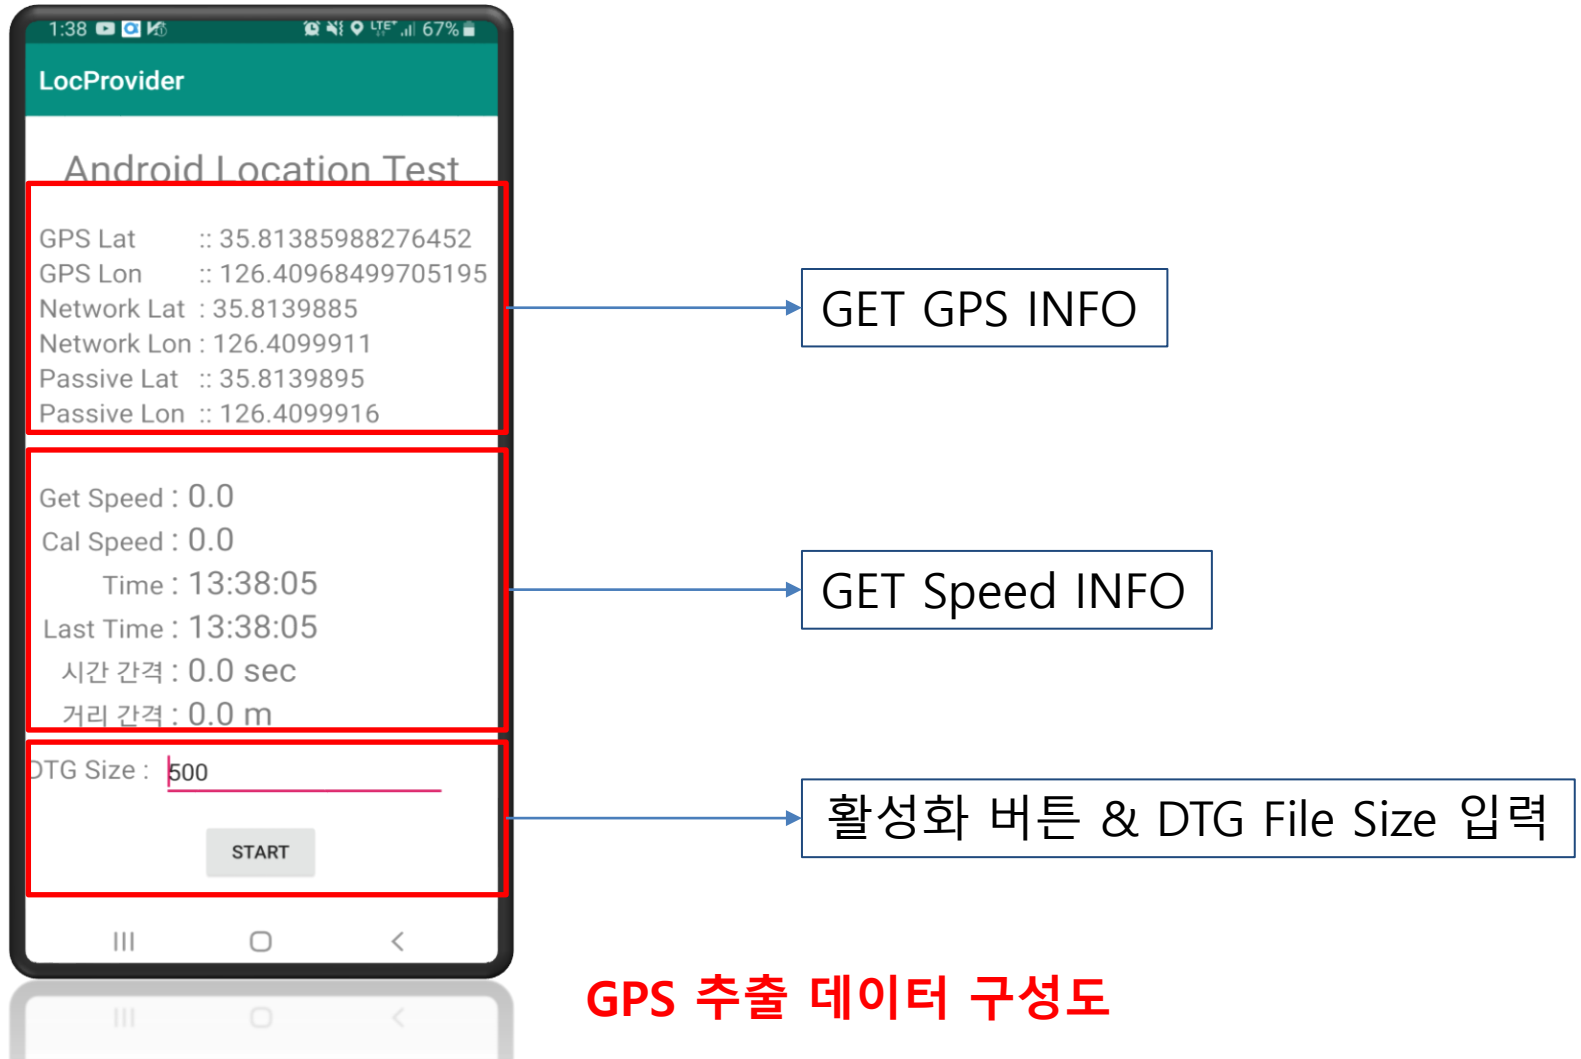 1:38 LTE+ 67%
LocProvider
Android Location Test
GPS Lat :: 35.81385988276452
GPS Lon :: 126.40968499705195
Network Lat : 35.8139885
Network Lon : 126.4099911
Passive Lat :: 35.8139895
Passive Lon :: 126.4099916
GET GPS INFO
Get Speed : 0.0
Cal Speed : 0.0
Time : 13:38:05
Last Time : 13:38:05
시간 간격 : 0.0 sec
거리 간격 : 0.0 m
GET Speed INFO
DTG Size : 500
START
활성화 버튼 & DTG File Size 입력
GPS 추출 데이터 구성도